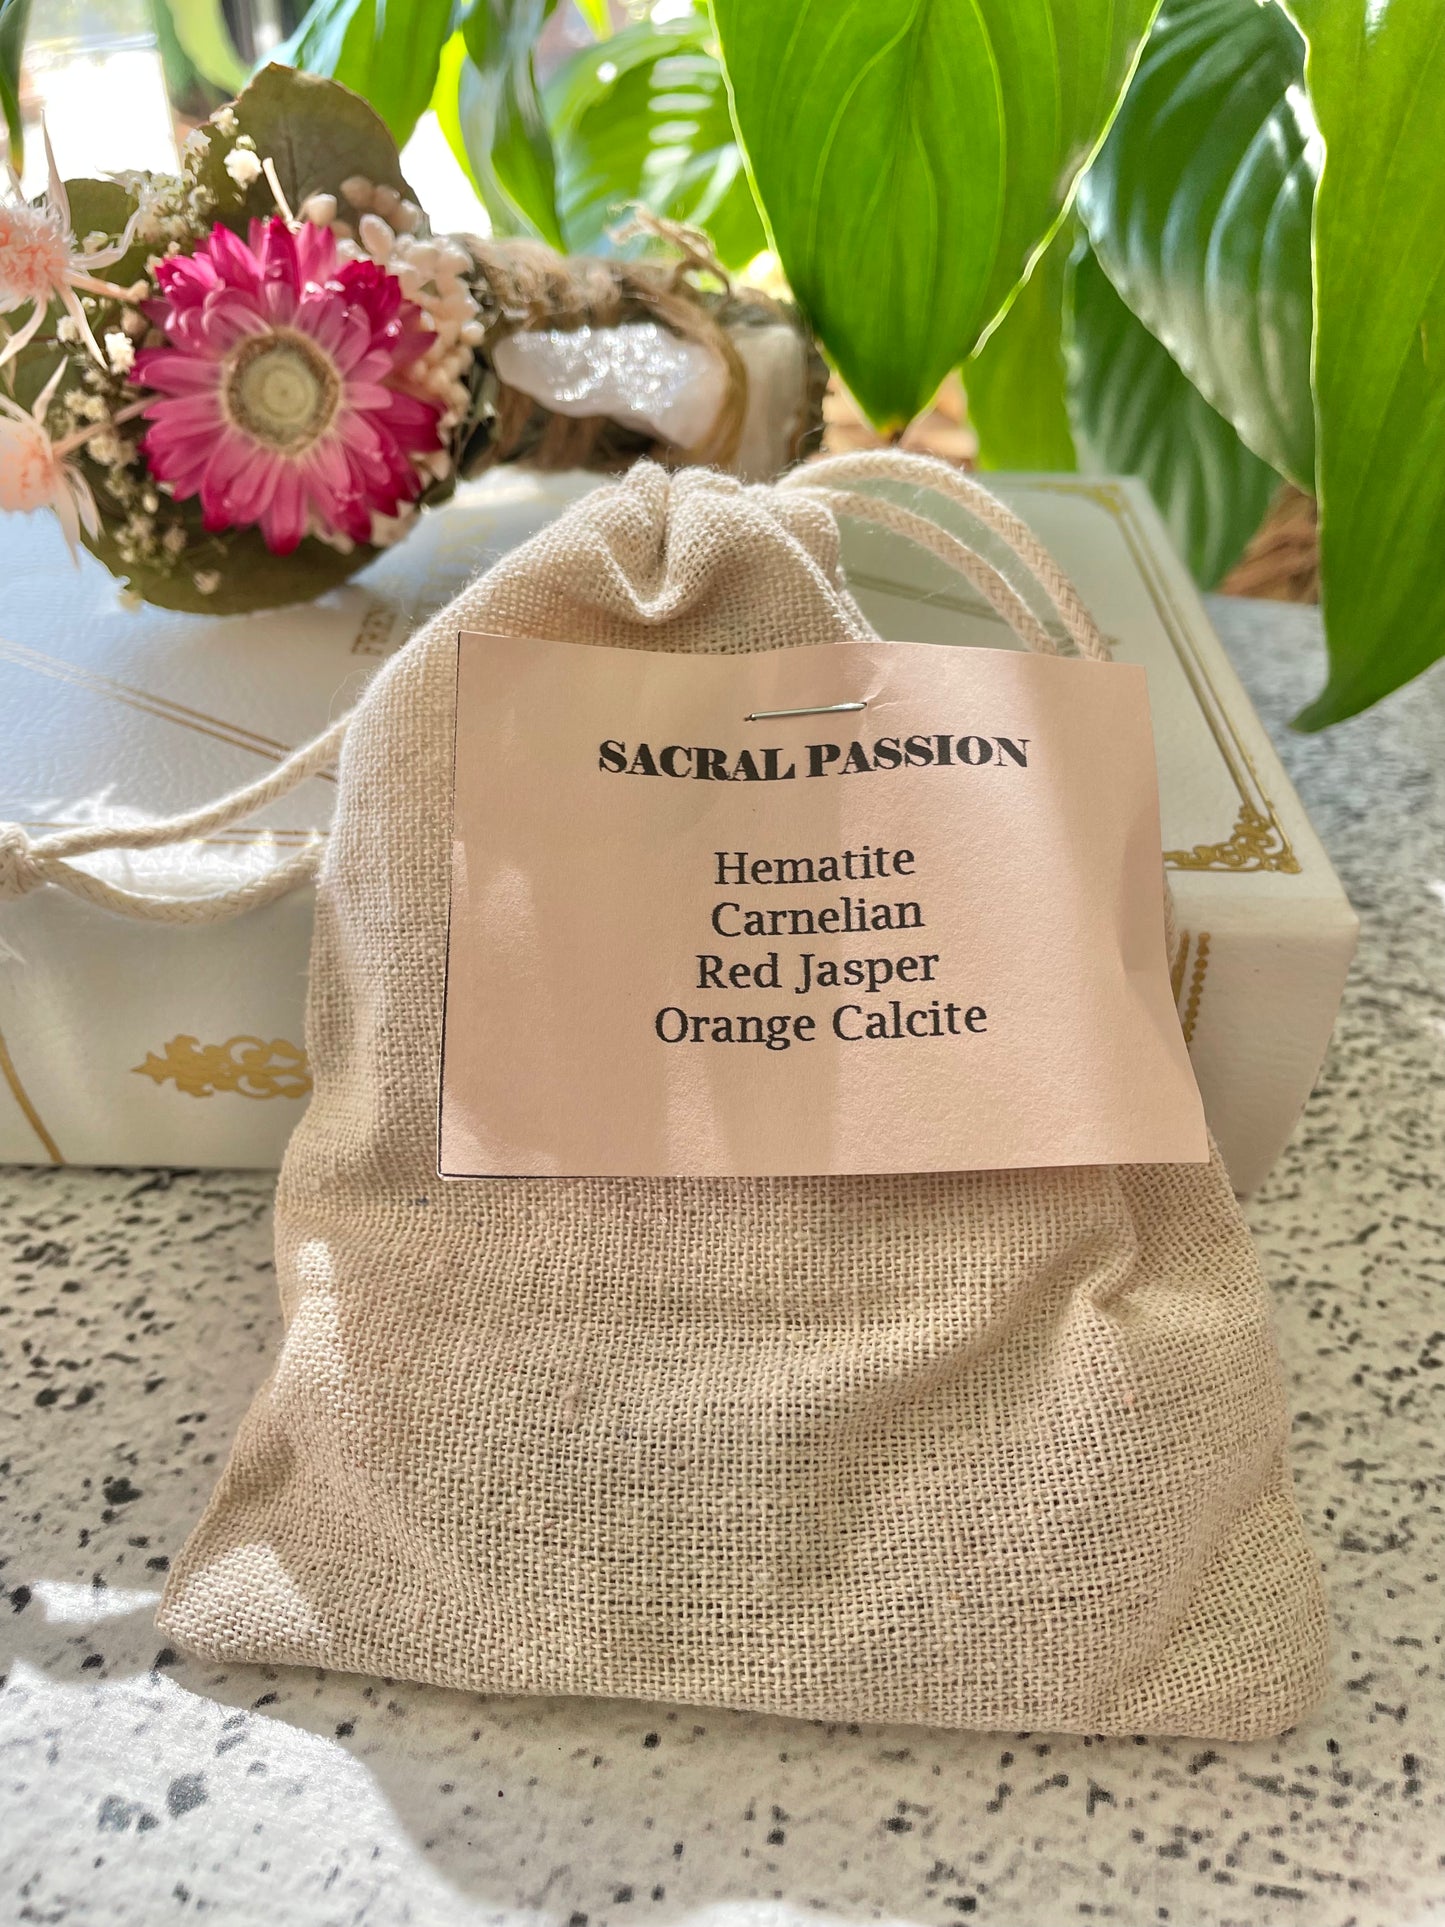 SACRAL PASSION
Hematite
Carnelian
Red Jasper
Orange Calcite